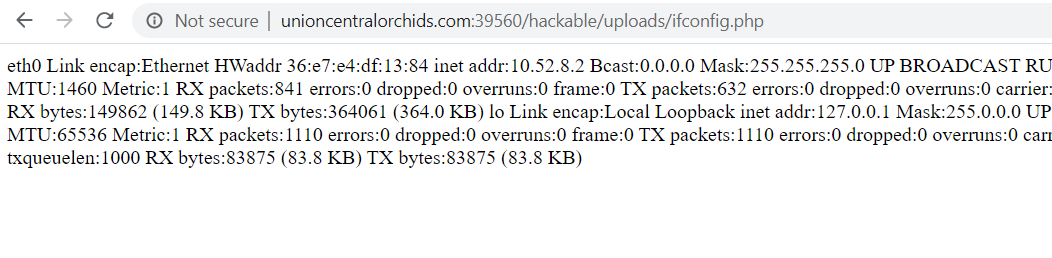 Not secure | unioncentralorchids.com:39560/hackable/uploads/ifconfig.php
eth0 Link encap:Ethernet HWaddr 36:e7:e4:df:13:84 inet addr:10.52.8.2 Bcast:0.0.0.0 Mask:255.255.255.0 UP BROADCAST RU
MTU:1460 Metric:1 RX packets:841 errors:0 dropped:0 overruns:0 frame:0 TX packets:632 errors:0 dropped:0 overruns:0 carrier:
RX bytes:149862 (149.8 KB) TX bytes:364061 (364.0 KB) lo Link encap:Local Loopback inet addr:127.0.0.1 Mask:255.0.0.0 UP
MTU:65536 Metric:1 RX packets:1110 errors:0 dropped:0 overruns:0 frame:0 TX packets:1110 errors:0 dropped:0 overruns:0 carr
txqueuelen:1000 RX bytes:83875 (83.8 KB) TX bytes:83875 (83.8 KB)